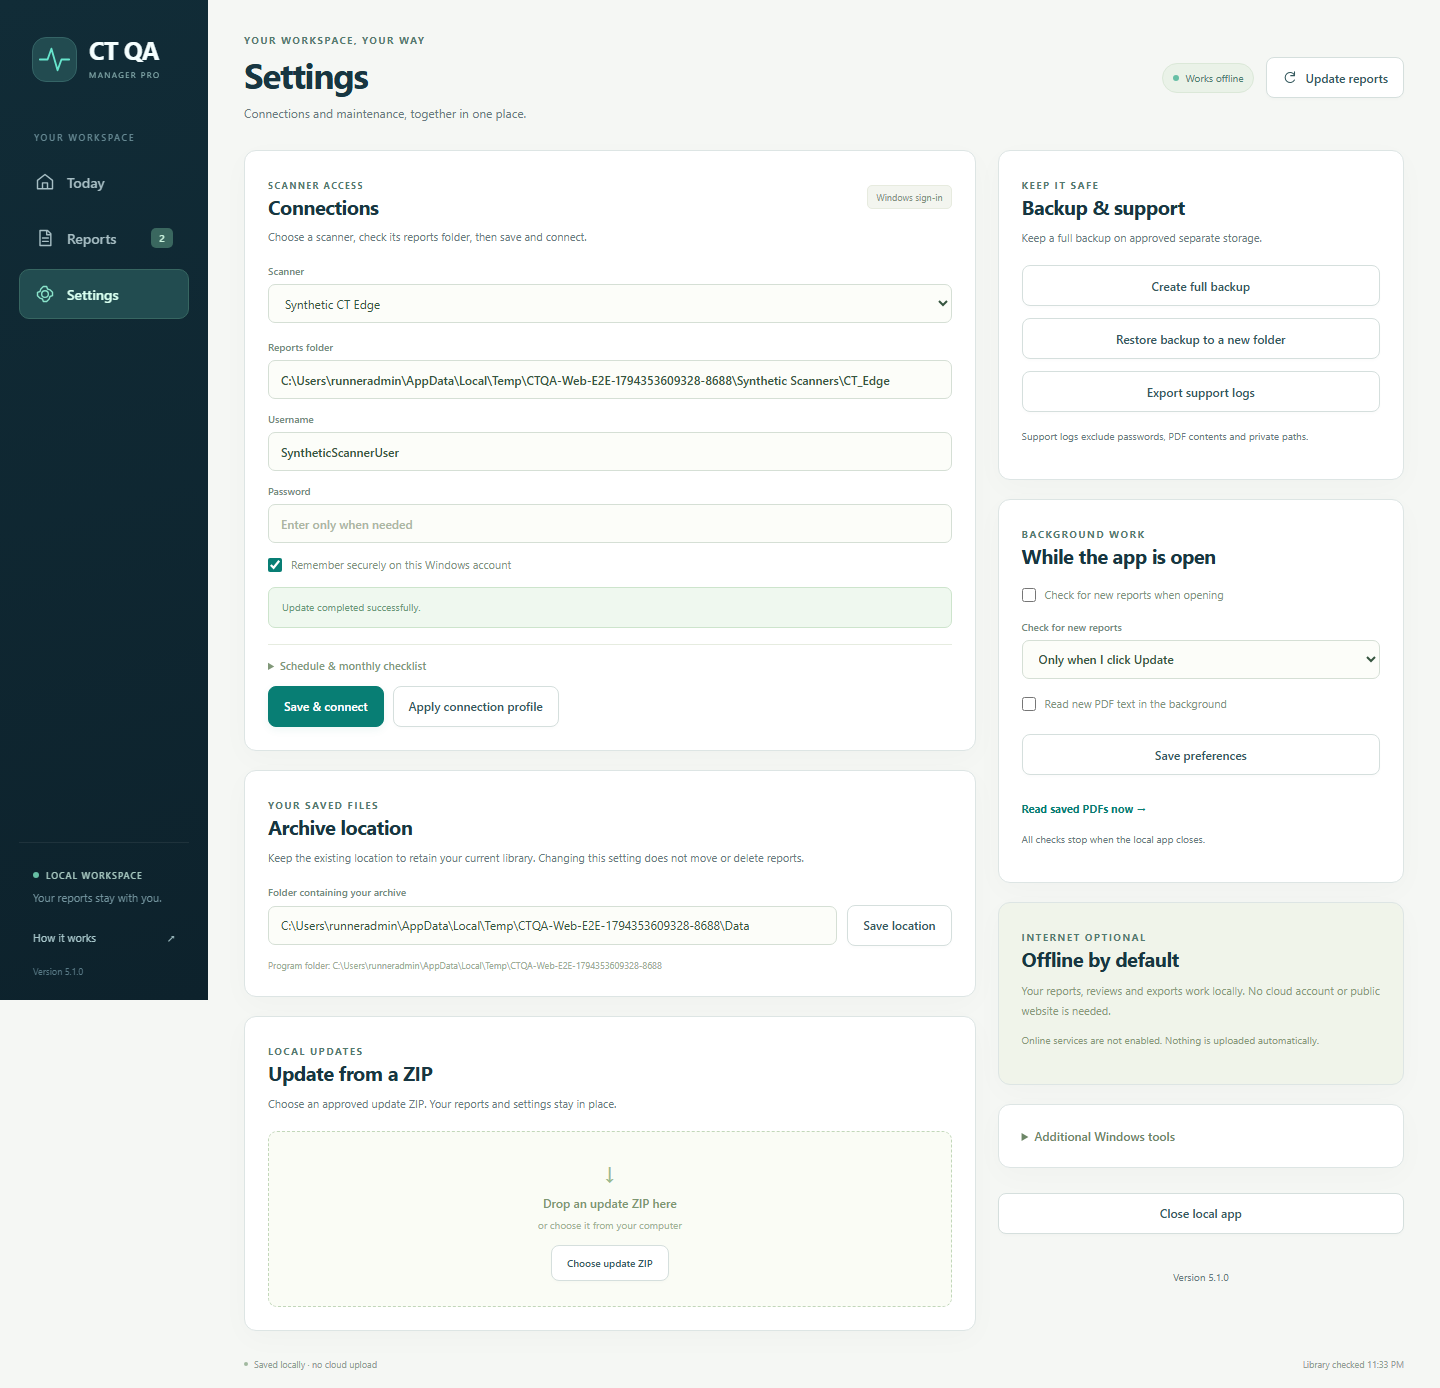 CT QA
MANAGER PRO
YOUR WORKSPACE
Today
Reports
2
Settings
LOCAL WORKSPACE
Your reports stay with you.
How it works ↗
Version 5.1.0
YOUR WORKSPACE, YOUR WAY
Settings
Connections and maintenance, together in one place.
Works offline
Update reports
SCANNER ACCESS
Connections
Windows sign-in
Choose a scanner, check its reports folder, then save and connect.
Scanner
Synthetic CT Edge
Reports folder
C:\Users\runneradmin\AppData\Local\Temp\CTQA-Web-E2E-1794353609328-8688\Synthetic Scanners\CT_Edge
Username
SyntheticScannerUser
Password
Enter only when needed
Remember securely on this Windows account
Update completed successfully.
Schedule & monthly checklist
Save & connect
Apply connection profile
YOUR SAVED FILES
Archive location
Keep the existing location to retain your current library. Changing this setting does not move or delete reports.
Folder containing your archive
C:\Users\runneradmin\AppData\Local\Temp\CTQA-Web-E2E-1794353609328-8688\Data
Save location
Program folder: C:\Users\runneradmin\AppData\Local\Temp\CTQA-Web-E2E-1794353609328-8688
LOCAL UPDATES
Update from a ZIP
Choose an approved update ZIP. Your reports and settings stay in place.
↓
Drop an update ZIP here
or choose it from your computer
Choose update ZIP
KEEP IT SAFE
Backup & support
Keep a full backup on approved separate storage.
Create full backup
Restore backup to a new folder
Export support logs
Support logs exclude passwords, PDF contents and private paths.
BACKGROUND WORK
While the app is open
Check for new reports when opening
Check for new reports
Only when I click Update
Read new PDF text in the background
Save preferences
Read saved PDFs now →
All checks stop when the local app closes.
INTERNET OPTIONAL
Offline by default
Your reports, reviews and exports work locally. No cloud account or public
website is needed.
Online services are not enabled. Nothing is uploaded automatically.
Additional Windows tools
Close local app
Version 5.1.0
Saved locally · no cloud upload
Library checked 11:33 PM